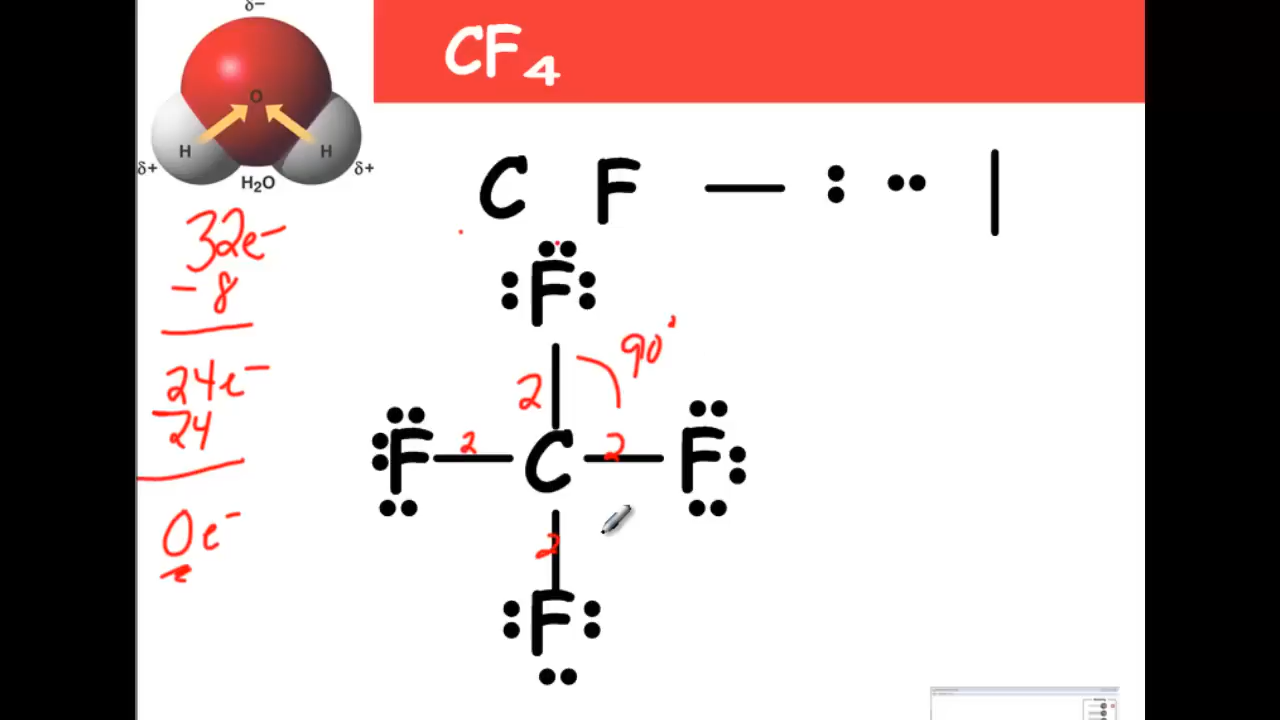 δ−
CF₄
O
H H
δ+ δ+
H₂O
C F
32e−
− 8
24e−
24
0e−
F
90°
2
F 2 C 2 F
2
F